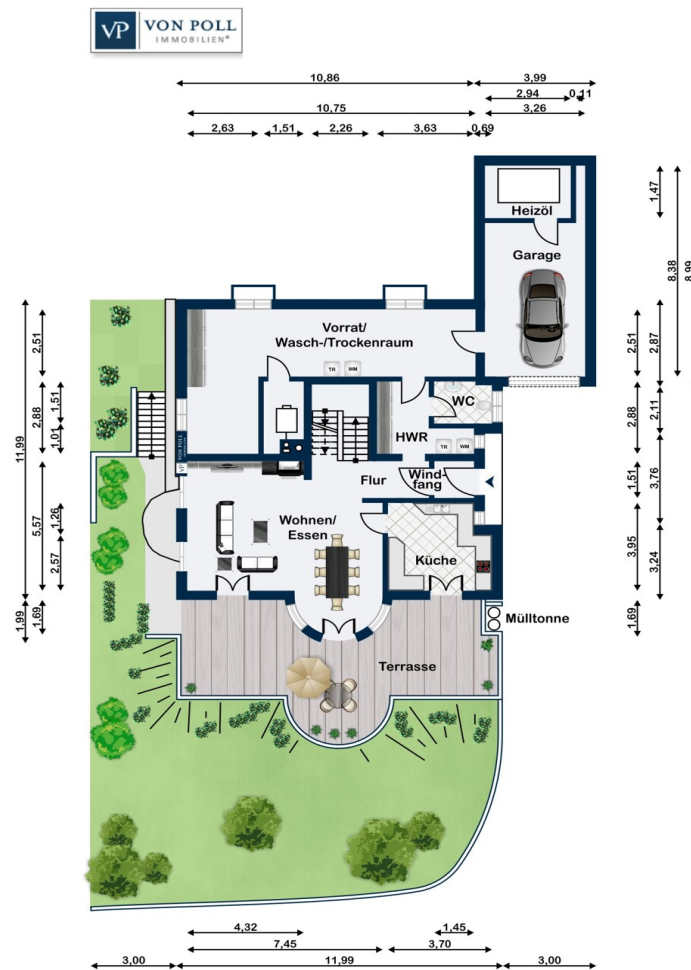 VP VON POLL
IMMOBILIEN®
10,86
3,99
2,94
0,11
10,75
3,26
2,63
1,51
2,26
3,63
0,69
1,47
8,38
8,99
Heizöl
Garage
Vorrat/
Wasch-/Trockenraum
TR
WM
WC
HWR
TR
WM
Flur
Wind-
fang
Wohnen/
Essen
Küche
Mülltonne
Terrasse
VP VON POLL
11,99
2,51
2,88
1,51
1,01
5,57
1,26
2,57
1,99
1,69
2,51
2,87
2,88
2,11
1,51
3,76
3,95
3,24
1,69
4,32
1,45
7,45
3,70
3,00
11,99
3,00